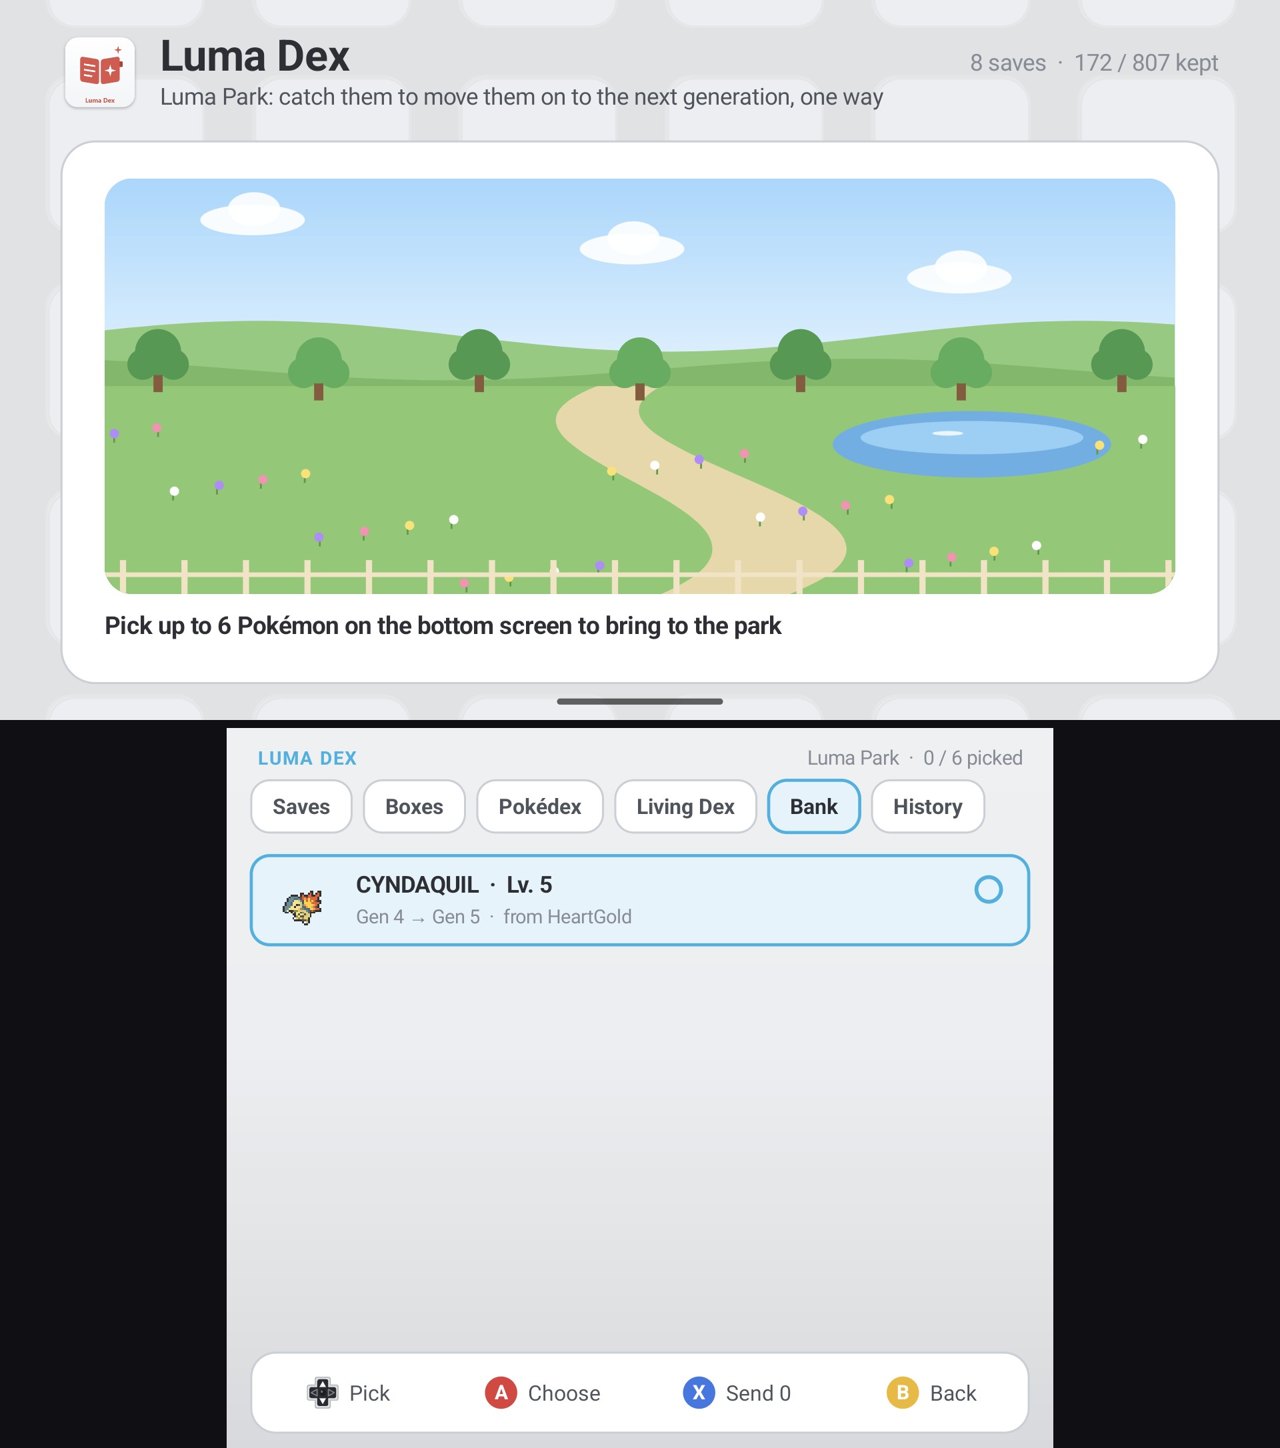 Luma Dex
Luma Dex
Luma Park: catch them to move them on to the next generation, one way
8 saves · 172 / 807 kept
Pick up to 6 Pokémon on the bottom screen to bring to the park
LUMA DEX
Luma Park · 0 / 6 picked
Saves
Boxes
Pokédex
Living Dex
Bank
History
CYNDAQUIL · Lv. 5
Gen 4 → Gen 5 · from HeartGold
Pick
A Choose
X Send 0
B Back